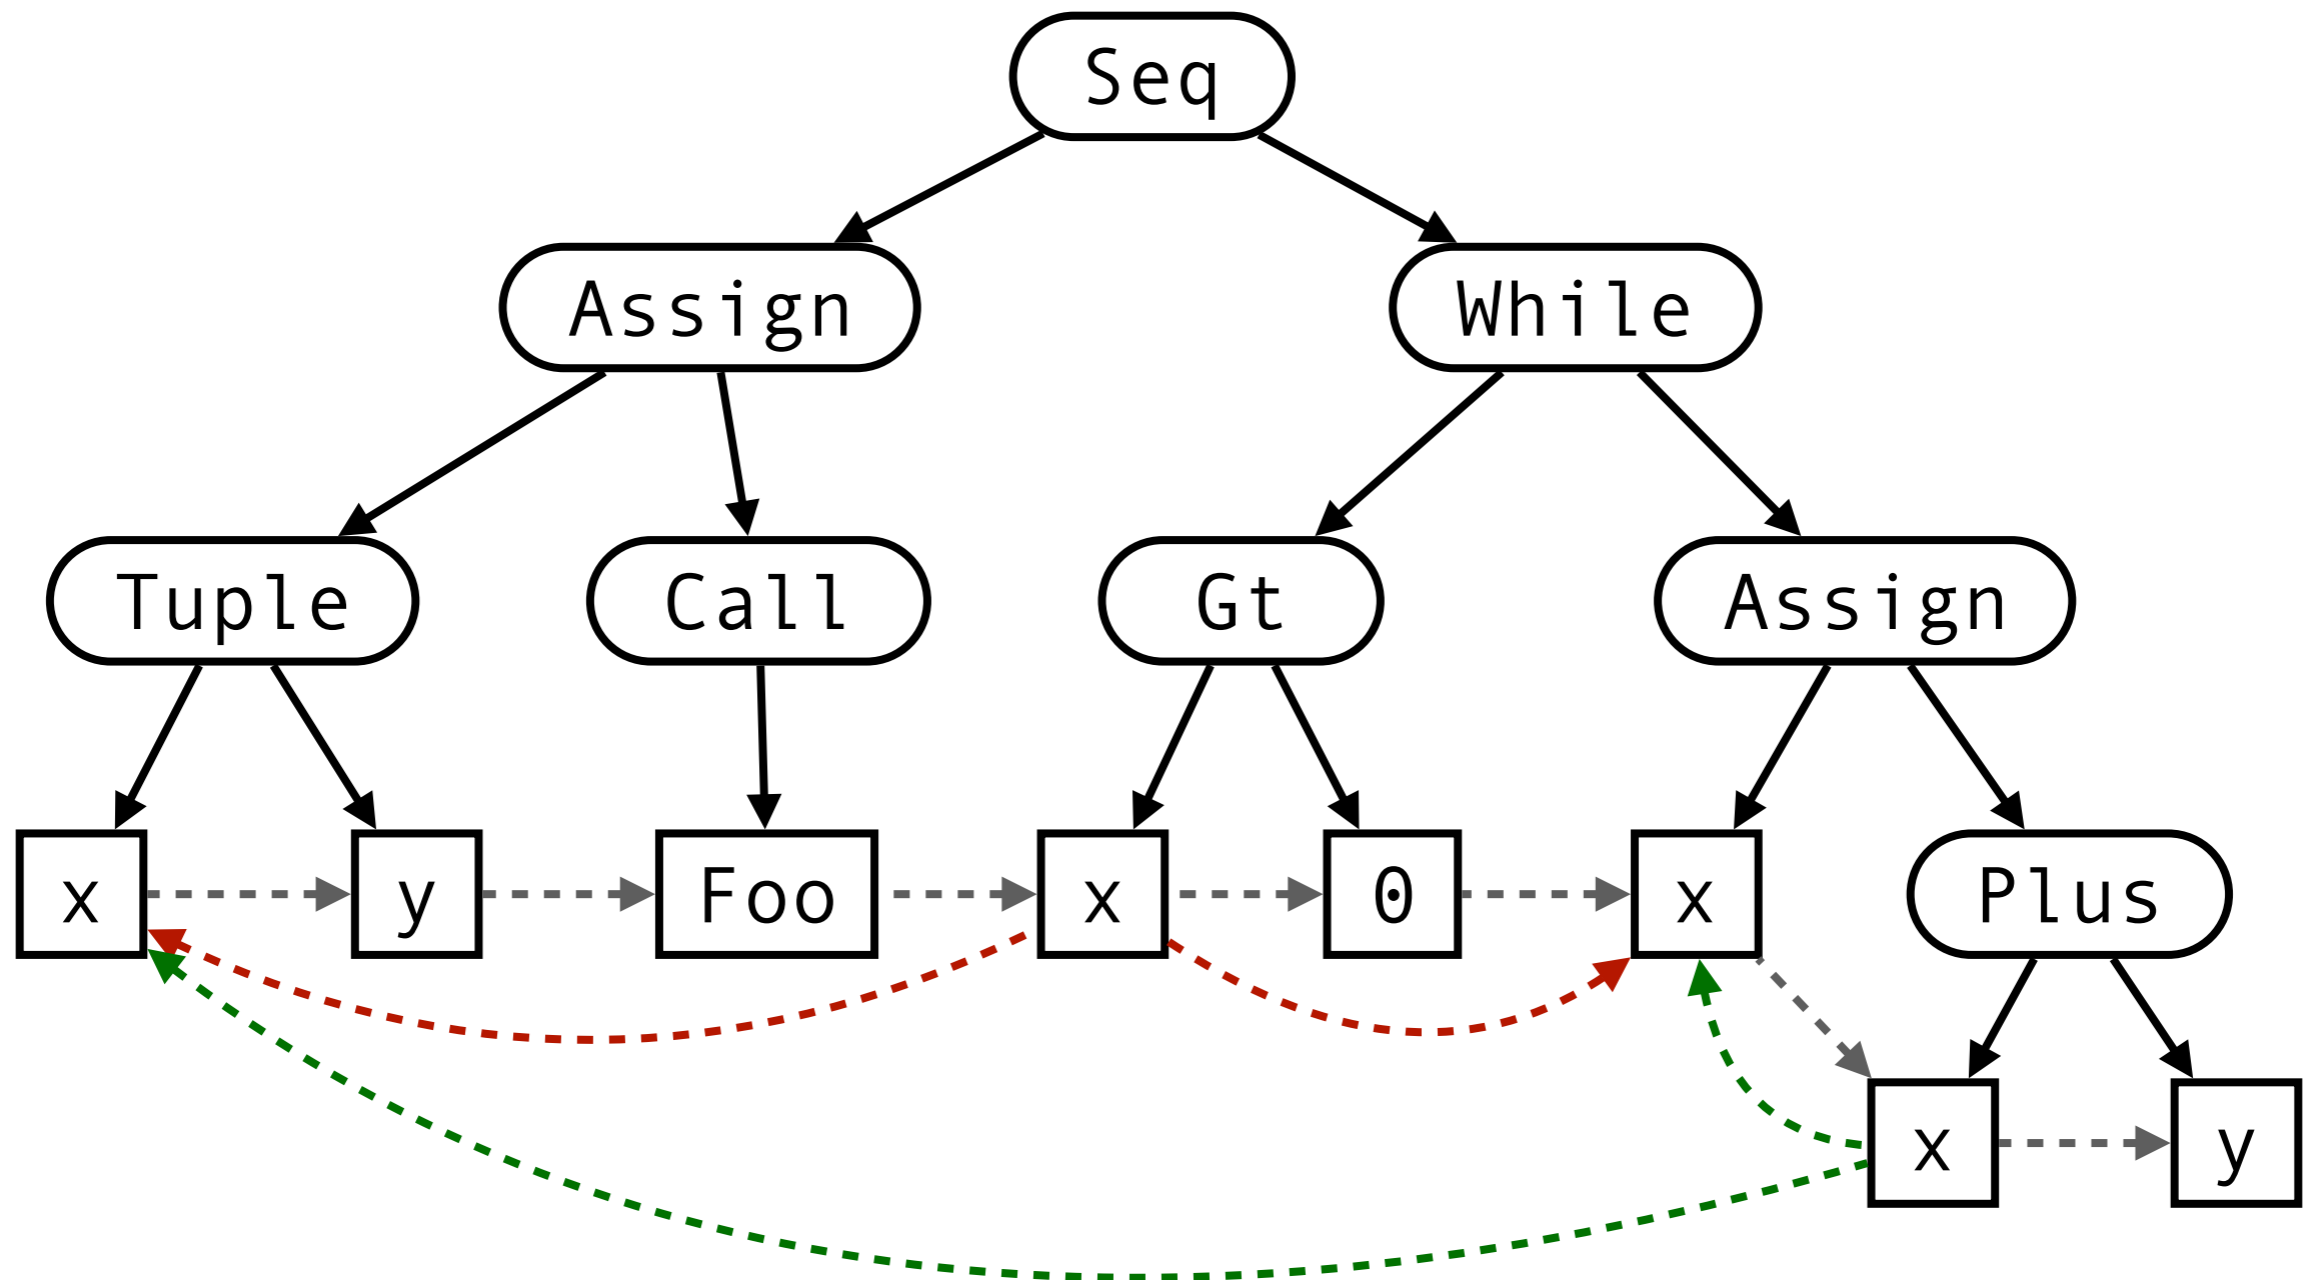 Seq
Assign While
Tuple Call Gt Assign
x y Foo x 0 x Plus
x y